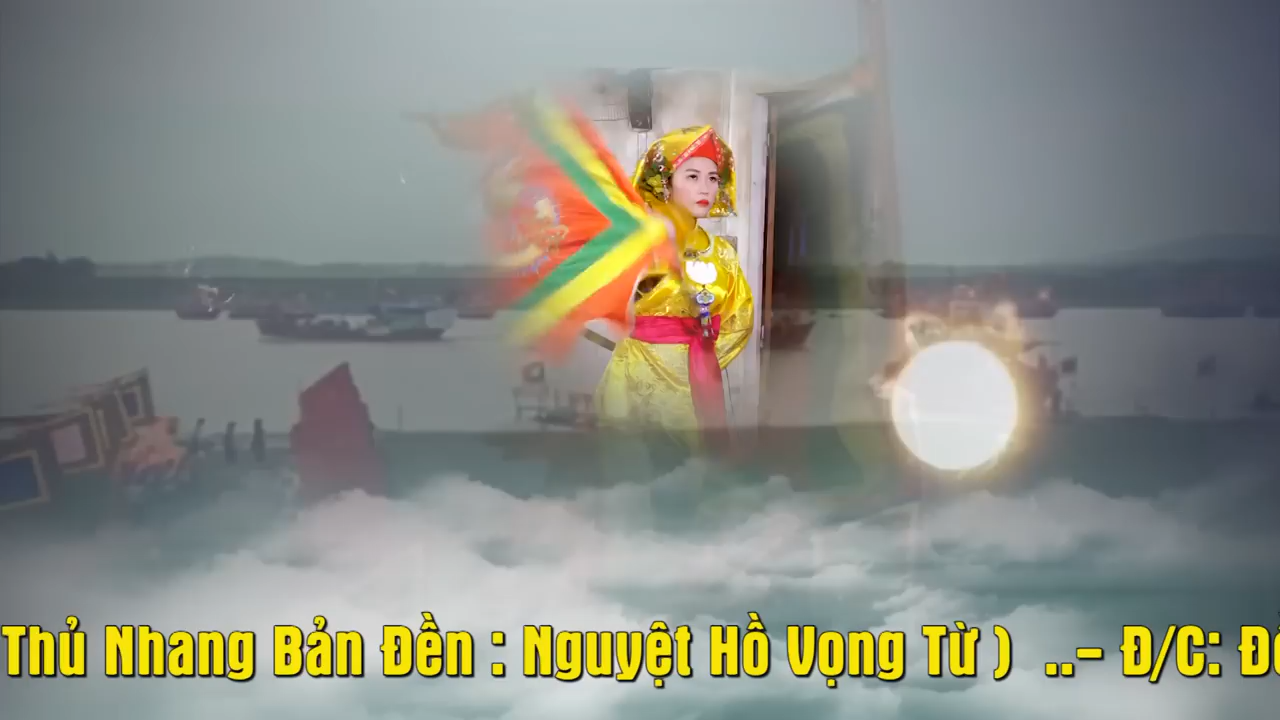 Thủ Nhang Bản Đền : Nguyệt Hồ Vọng Từ ) ..- Đ/C: